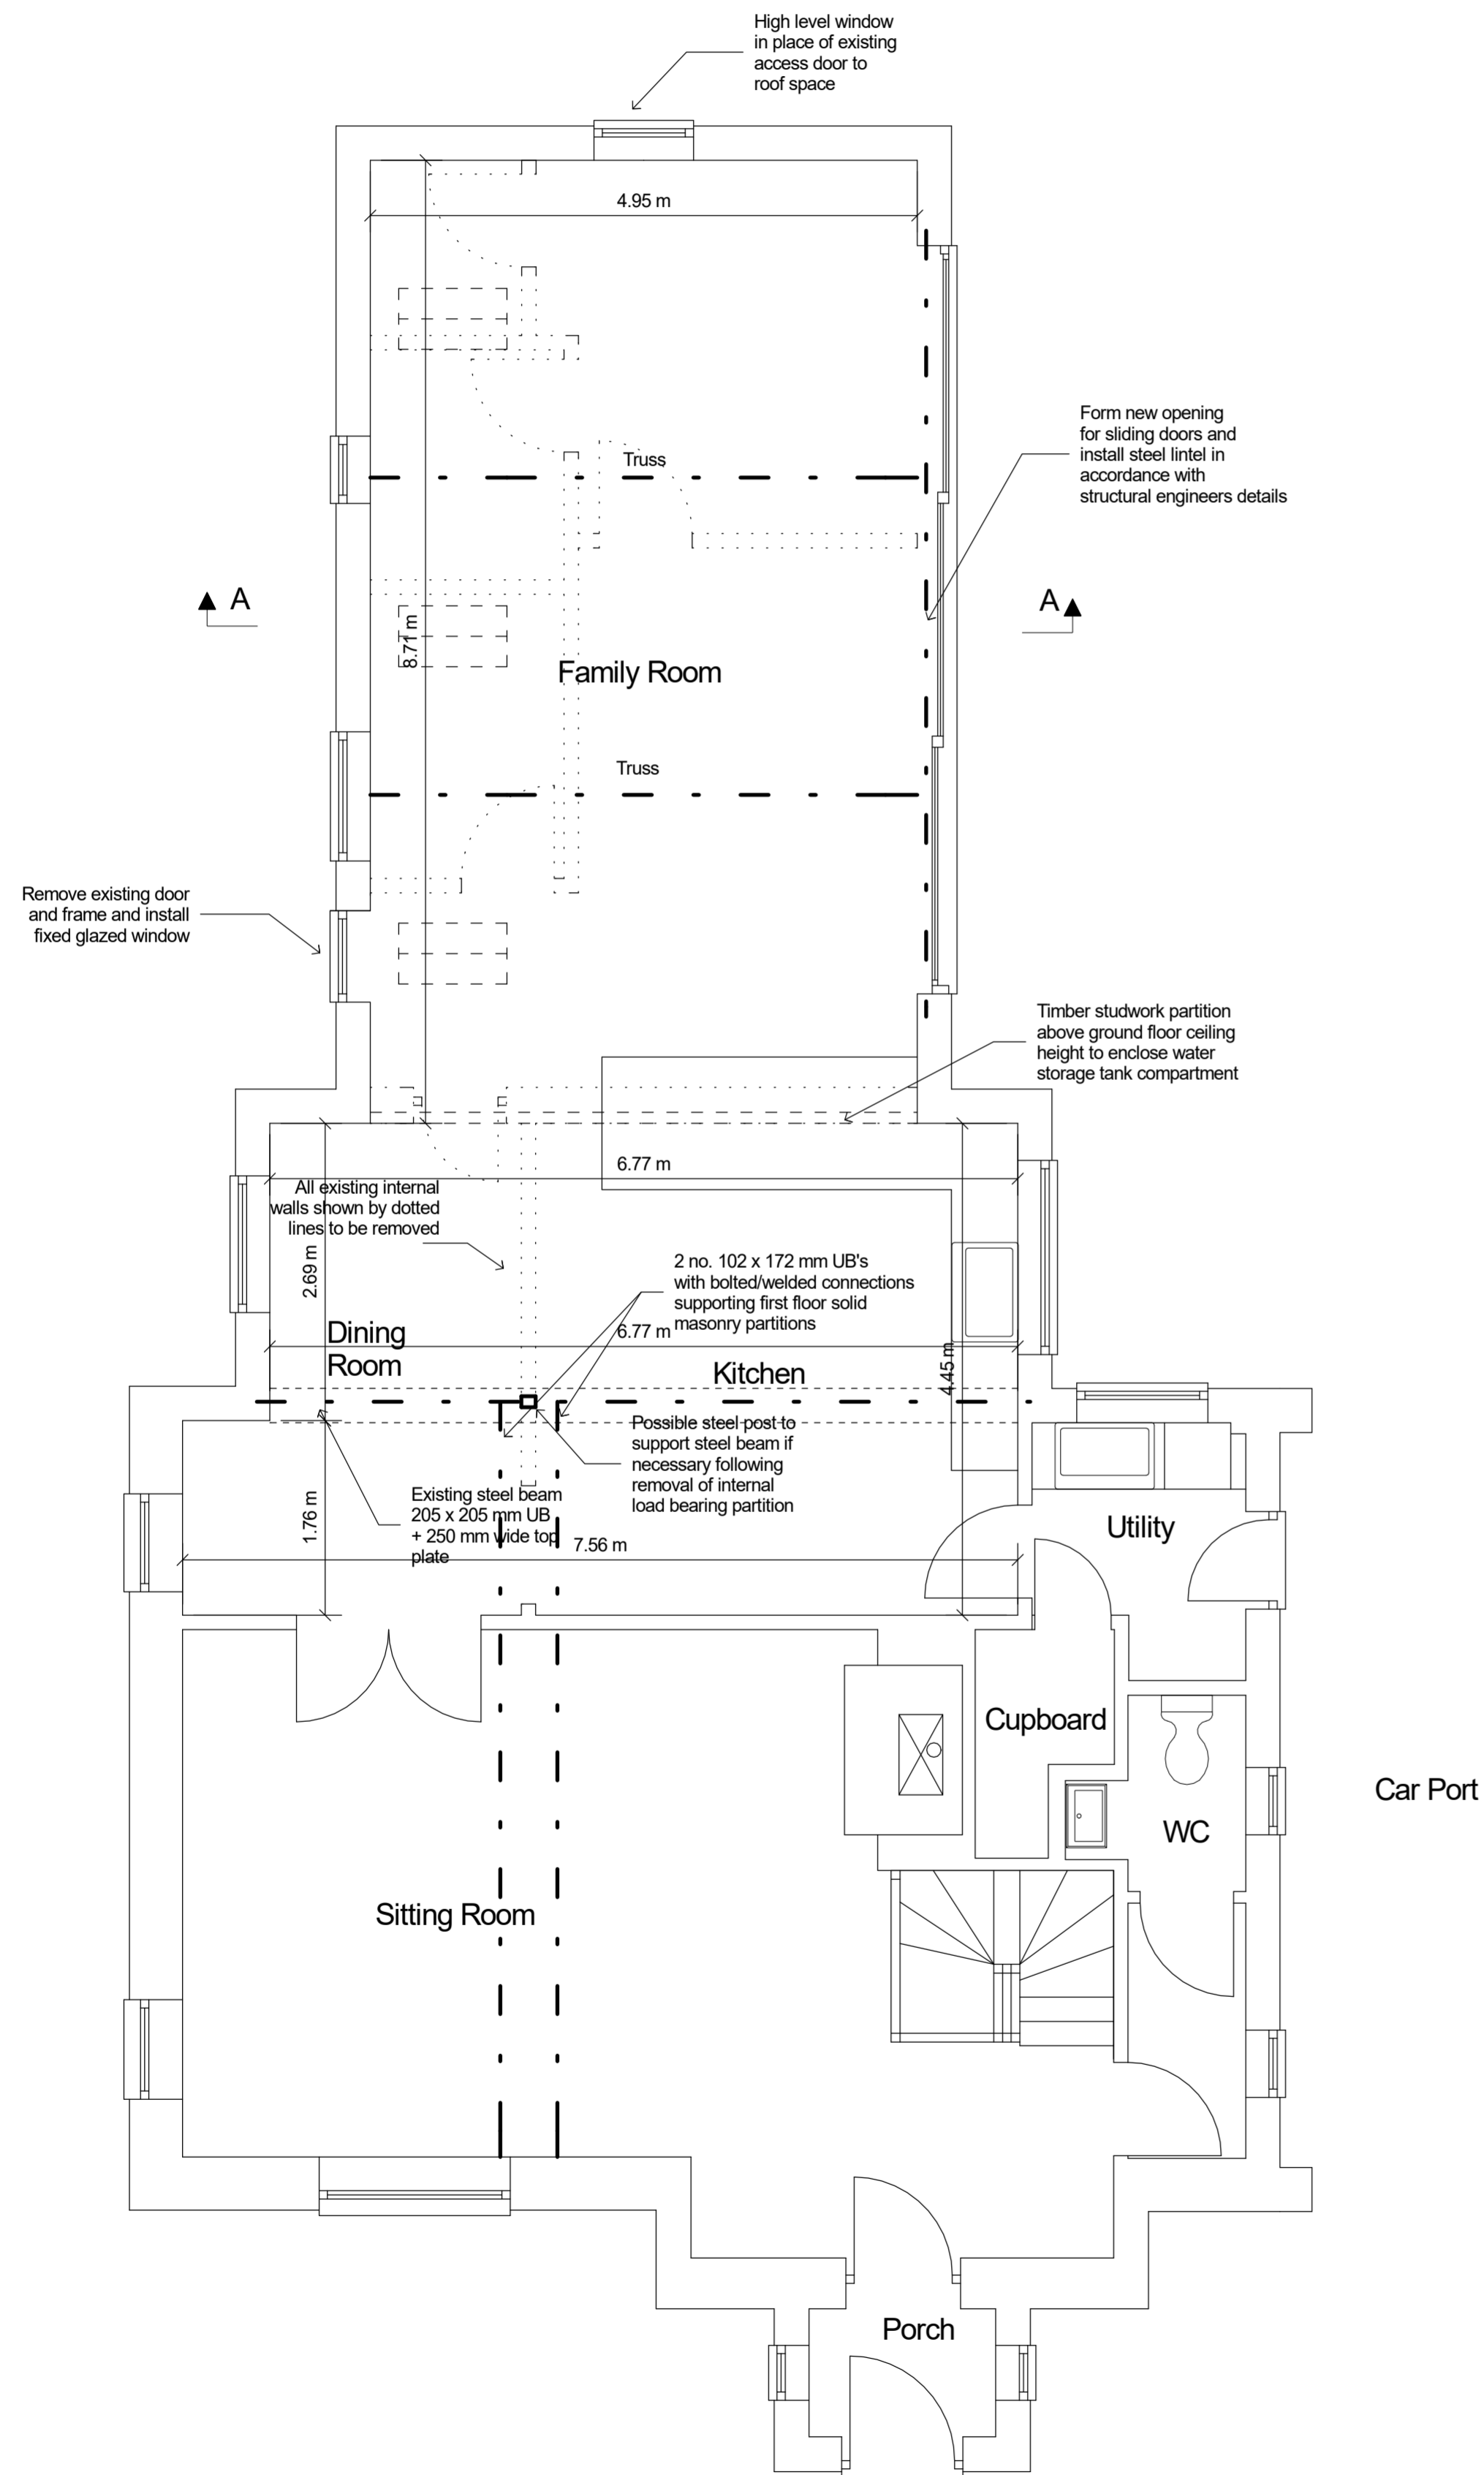 High level window
in place of existing
access door to
roof space
4.95 m
Form new opening
for sliding doors and
install steel lintel in
accordance with
structural engineers details
Truss
A
A
8.71 m
Family Room
Truss
Remove existing door
and frame and install
fixed glazed window
Timber studwork partition
above ground floor ceiling
height to enclose water
storage tank compartment
6.77 m
All existing internal
walls shown by dotted
lines to be removed
2.69 m
2 no. 102 x 172 mm UB's
with bolted/welded connections
supporting first floor solid
masonry partitions
6.77 m
Dining
Room
Kitchen
4.45 m
Possible steel post to
support steel beam if
necessary following
removal of internal
load bearing partition
Existing steel beam
205 x 205 mm UB
+ 250 mm wide top
plate
1.76 m
7.56 m
Utility
Cupboard
Car Port
WC
Sitting Room
Porch